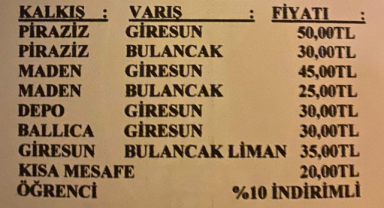 KALKIŞ : VARIŞ : FİYATI :
PİRAZİZ GİRESUN 50,00TL
PİRAZİZ BULANCAK 30,00TL
MADEN GİRESUN 45,00TL
MADEN BULANCAK 25,00TL
DEPO GİRESUN 30,00TL
BALLICA GİRESUN 30,00TL
GİRESUN BULANCAK LİMAN 35,00TL
KISA MESAFE 20,00TL
ÖĞRENCİ %10 İNDİRİMLİ